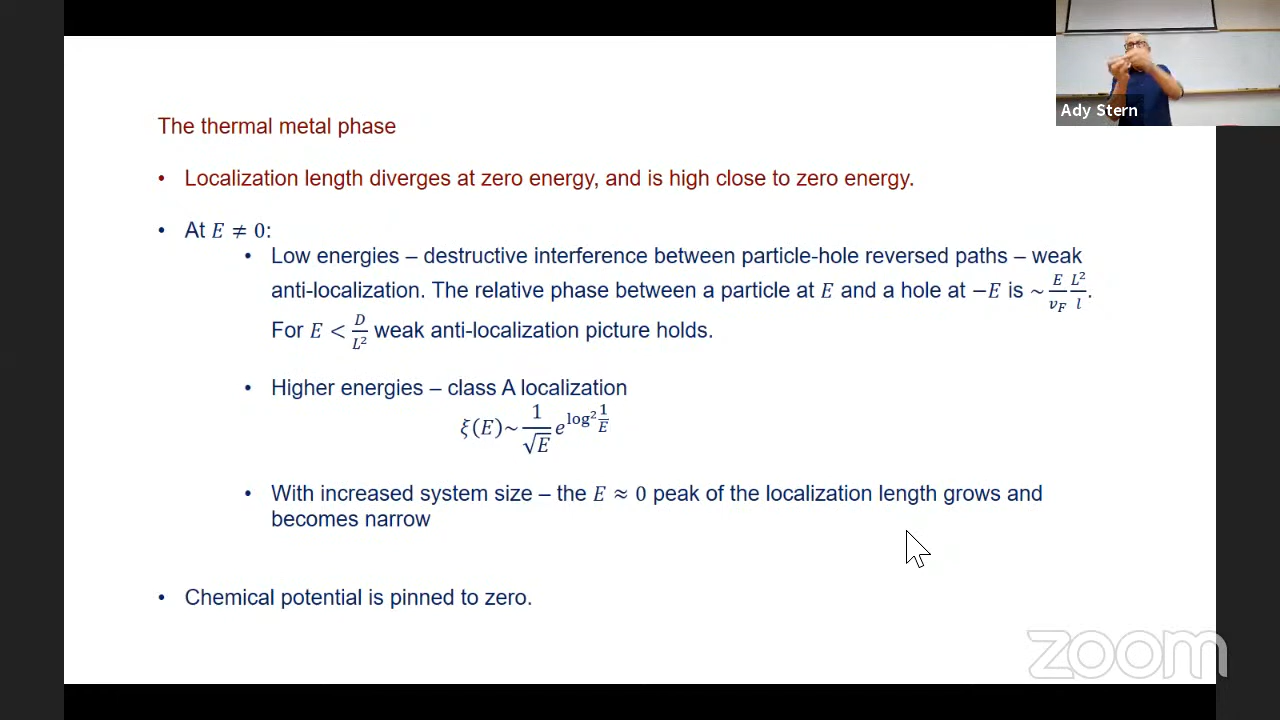 Ady Stern
The thermal metal phase
• Localization length diverges at zero energy, and is high close to zero energy.
• At E ≠ 0:
• Low energies – destructive interference between particle-hole reversed paths – weak
anti-localization. The relative phase between a particle at E and a hole at −E is ~ E/v_F L²/l.
For E < D/L² weak anti-localization picture holds.
• Higher energies – class A localization
ξ(E)~ 1/√E e^{log² 1/E}
• With increased system size – the E ≈ 0 peak of the localization length grows and
becomes narrow
• Chemical potential is pinned to zero.
zoom